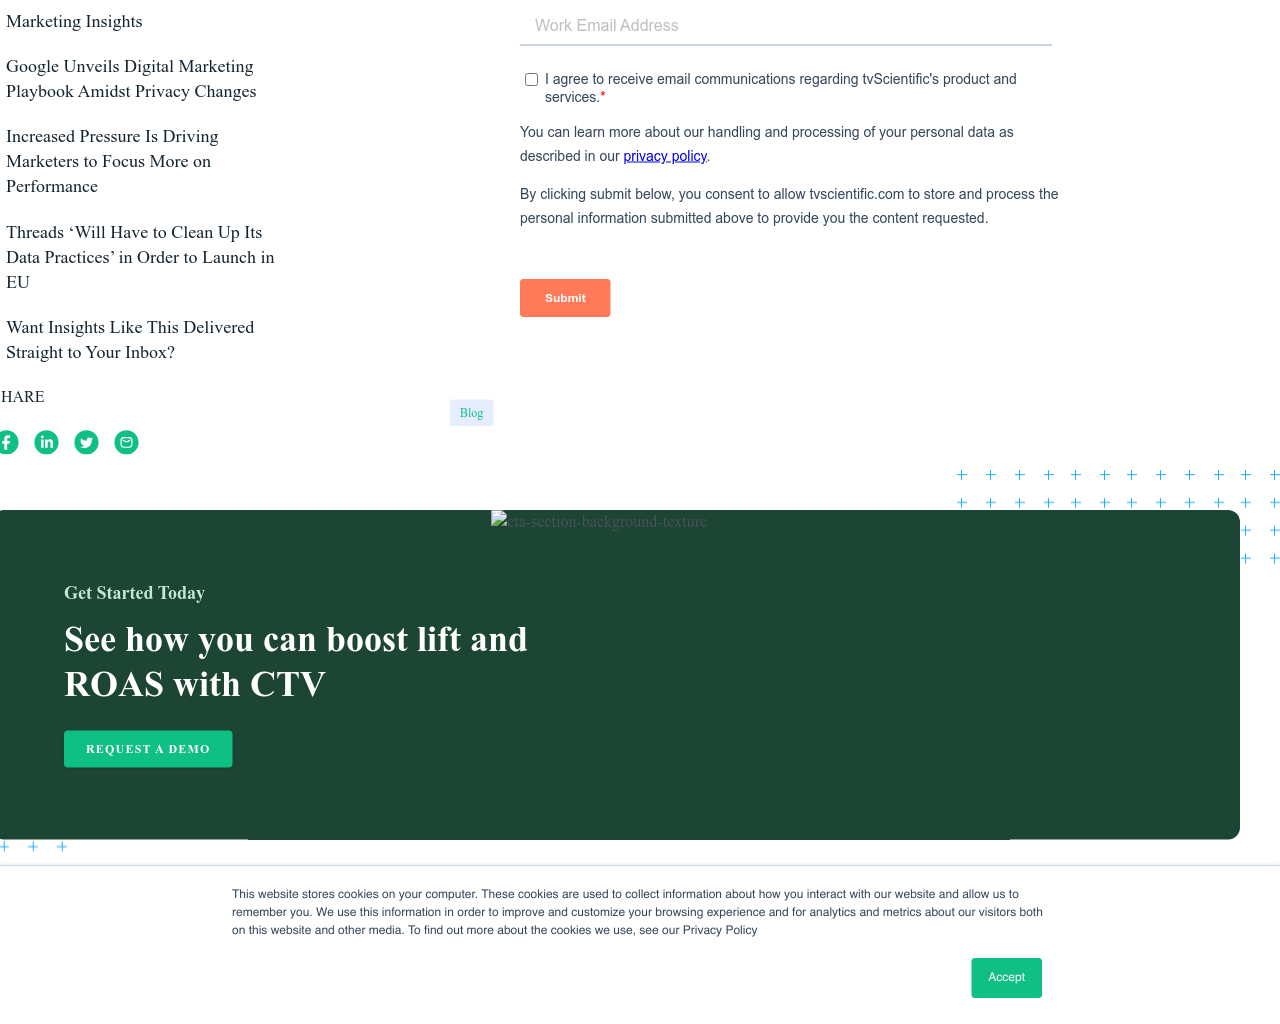 Marketing Insights
Google Unveils Digital Marketing
Playbook Amidst Privacy Changes
Increased Pressure Is Driving
Marketers to Focus More on
Performance
Threads ‘Will Have to Clean Up Its
Data Practices’ in Order to Launch in
EU
Want Insights Like This Delivered
Straight to Your Inbox?
HARE
Work Email Address
I agree to receive email communications regarding tvScientific's product and
services.*
You can learn more about our handling and processing of your personal data as
described in our privacy policy.
By clicking submit below, you consent to allow tvscientific.com to store and process the
personal information submitted above to provide you the content requested.
Submit
Blog
cta-section-background-texture
Get Started Today
See how you can boost lift and
ROAS with CTV
REQUEST A DEMO
This website stores cookies on your computer. These cookies are used to collect information about how you interact with our website and allow us to
remember you. We use this information in order to improve and customize your browsing experience and for analytics and metrics about our visitors both
on this website and other media. To find out more about the cookies we use, see our Privacy Policy
Accept